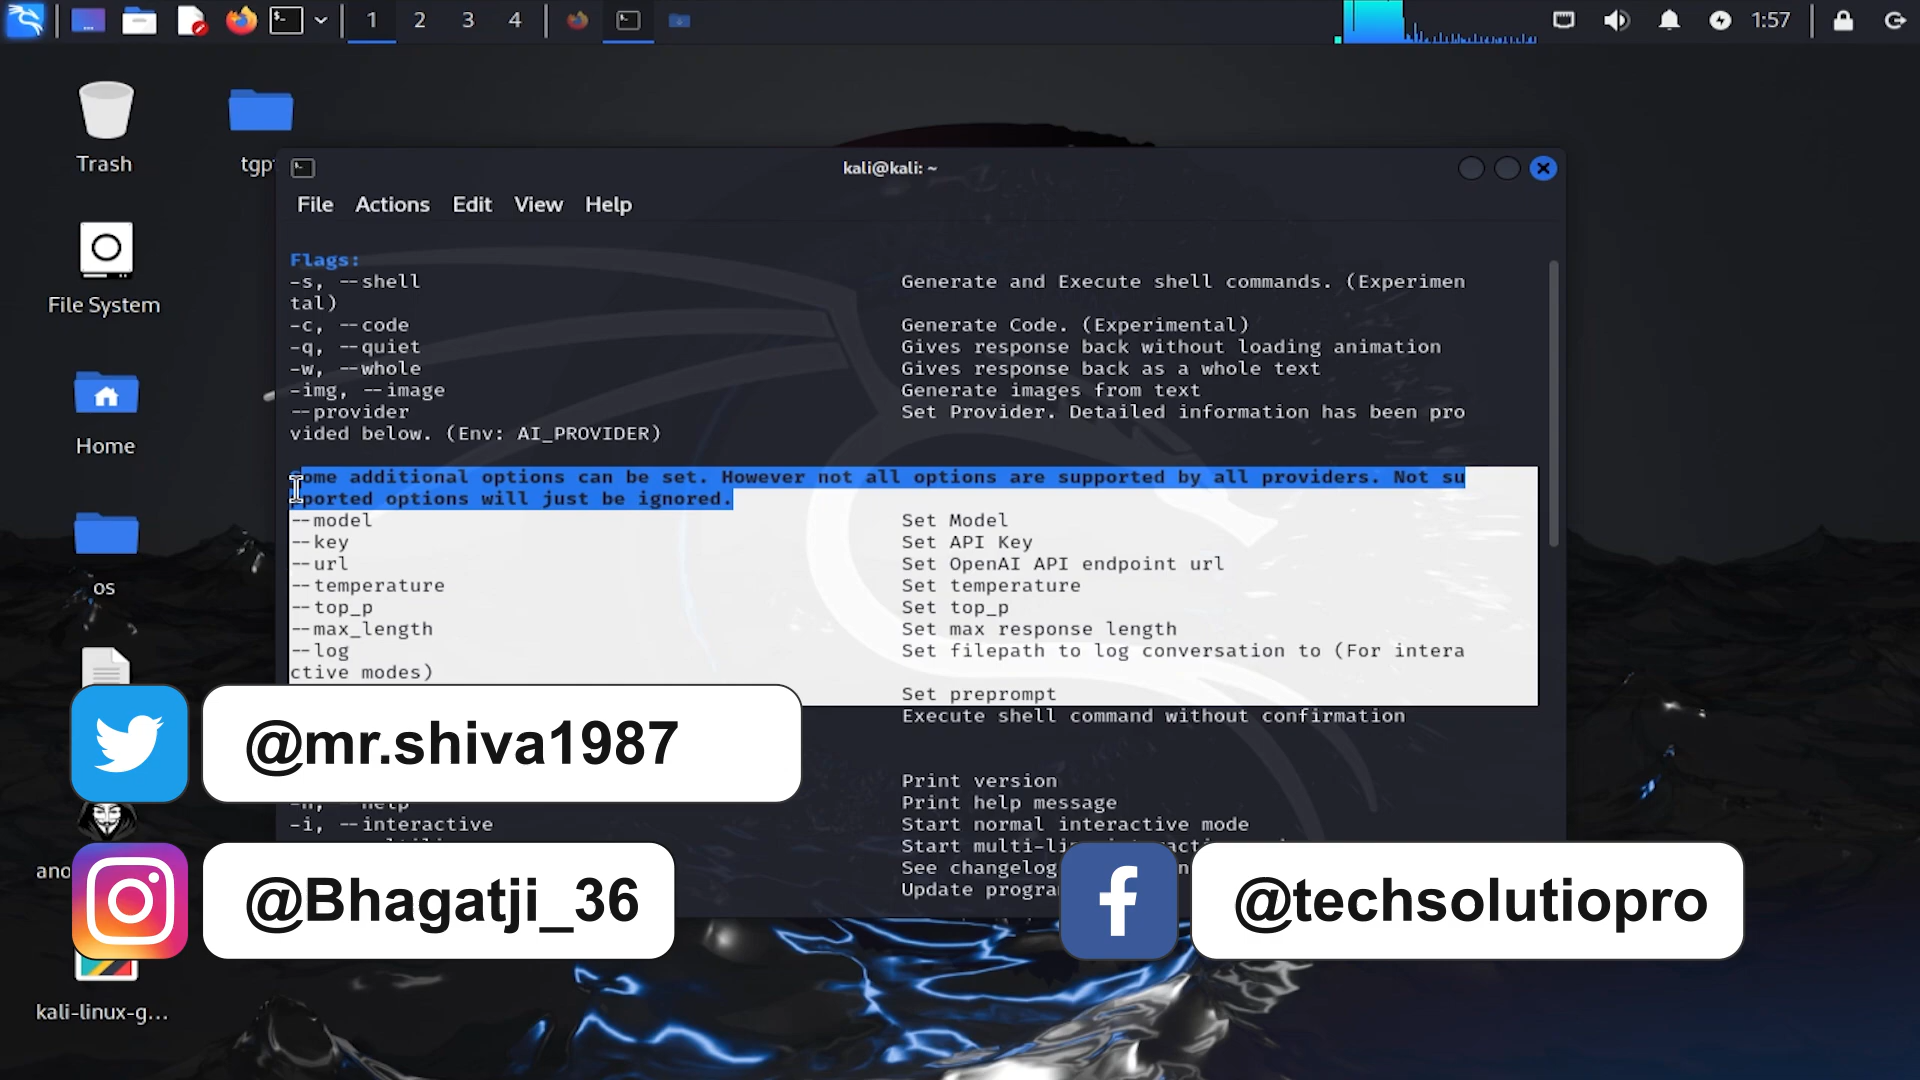 1 2 3 4 1:57
Trash
File System
Home
os
kali-linux-g...
kali@kali: ~
File Actions Edit View Help
Flags:
-s, --shell Generate and Execute shell commands. (Experimen
tal)
-c, --code Generate Code. (Experimental)
-q, --quiet Gives response back without loading animation
-w, --whole Gives response back as a whole text
-img, --image Generate images from text
--provider Set Provider. Detailed information has been pro
vided below. (Env: AI_PROVIDER)
Some additional options can be set. However not all options are supported by all providers. Not su
pported options will just be ignored.
--model Set Model
--key Set API Key
--url Set OpenAI API endpoint url
--temperature Set temperature
--top_p Set top_p
--max_length Set max response length
--log Set filepath to log conversation to (For intera
ctive modes)
Set preprompt
Execute shell command without confirmation
Print version
-h, --help Print help message
-i, --interactive Start normal interactive mode
Start
See changelog
Update
@mr.shiva1987
@Bhagatji_36
@techsolutiopro